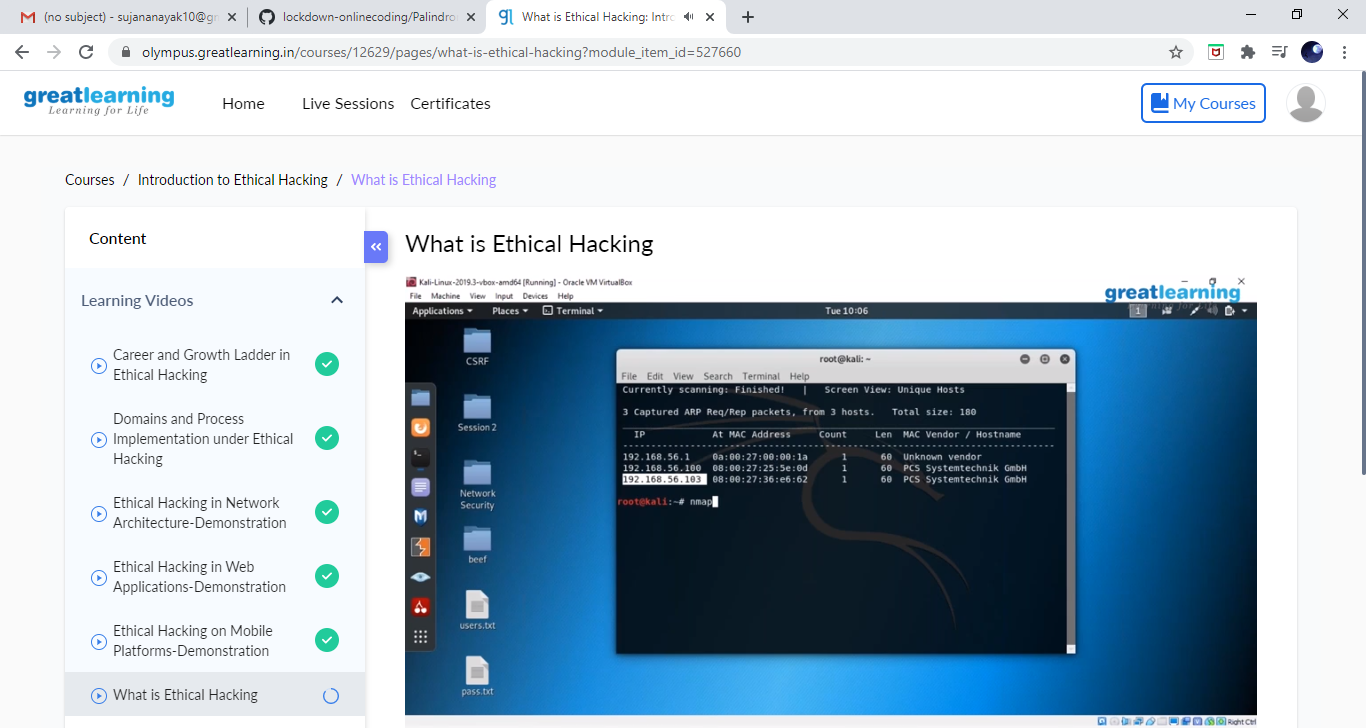 (no subject) - sujananayak10@gm
lockdown-onlinecoding/Palindro
What is Ethical Hacking: Intro
olympus.greatlearning.in/courses/12629/pages/what-is-ethical-hacking?module_item_id=527660
greatlearning
Learning for Life
Home Live Sessions Certificates
My Courses
Courses / Introduction to Ethical Hacking / What is Ethical Hacking
Content
Learning Videos
Career and Growth Ladder in
Ethical Hacking
Domains and Process
Implementation under Ethical
Hacking
Ethical Hacking in Network
Architecture-Demonstration
Ethical Hacking in Web
Applications-Demonstration
Ethical Hacking on Mobile
Platforms-Demonstration
What is Ethical Hacking
What is Ethical Hacking
Kali-Linux-2019.3-vbox-amd64 [Running] - Oracle VM VirtualBox
File Machine View Input Devices Help
greatlearning
Applications Places Terminal Tue 10:06 1
CSRF
Session 2
Network
Security
beef
users.txt
pass.txt
root@kali: ~
File Edit View Search Terminal Help
Currently scanning: Finished! | Screen View: Unique Hosts
3 Captured ARP Req/Rep packets, from 3 hosts. Total size: 180
IP At MAC Address Count Len MAC Vendor / Hostname
192.168.56.1 0a:00:27:00:00:1a 1 60 Unknown vendor
192.168.56.100 08:00:27:25:5e:0d 1 60 PCS Systemtechnik GmbH
192.168.56.103 08:00:27:36:e6:62 1 60 PCS Systemtechnik GmbH
root@kali:~# nmap
Right Ctrl